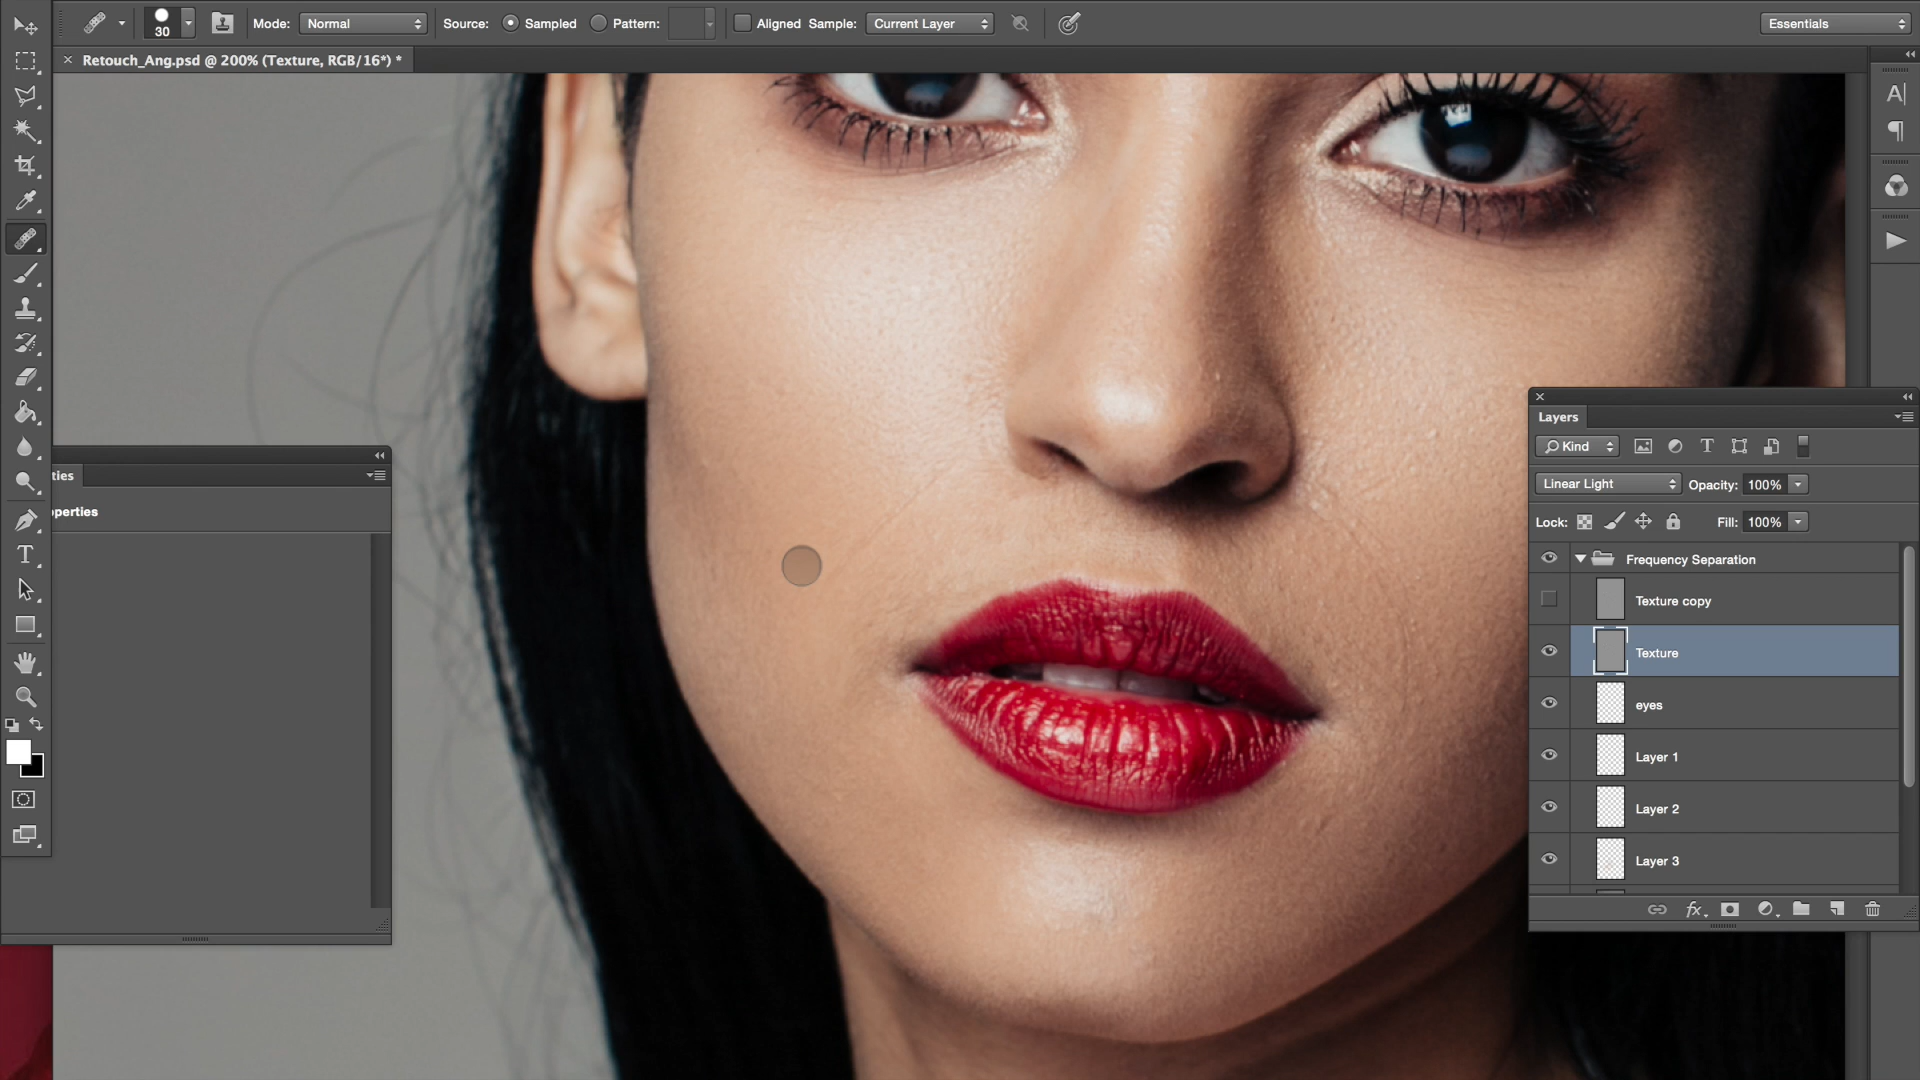 30
Mode: Normal Source: Sampled Pattern: Aligned Sample: Current Layer Essentials
× Retouch_Ang.psd @ 200% (Texture, RGB/16*) *
Layers
Kind
ties
Linear Light Opacity: 100%
operties
Lock: Fill: 100%
Frequency Separation
Texture copy
Texture
eyes
Layer 1
Layer 2
Layer 3
fx